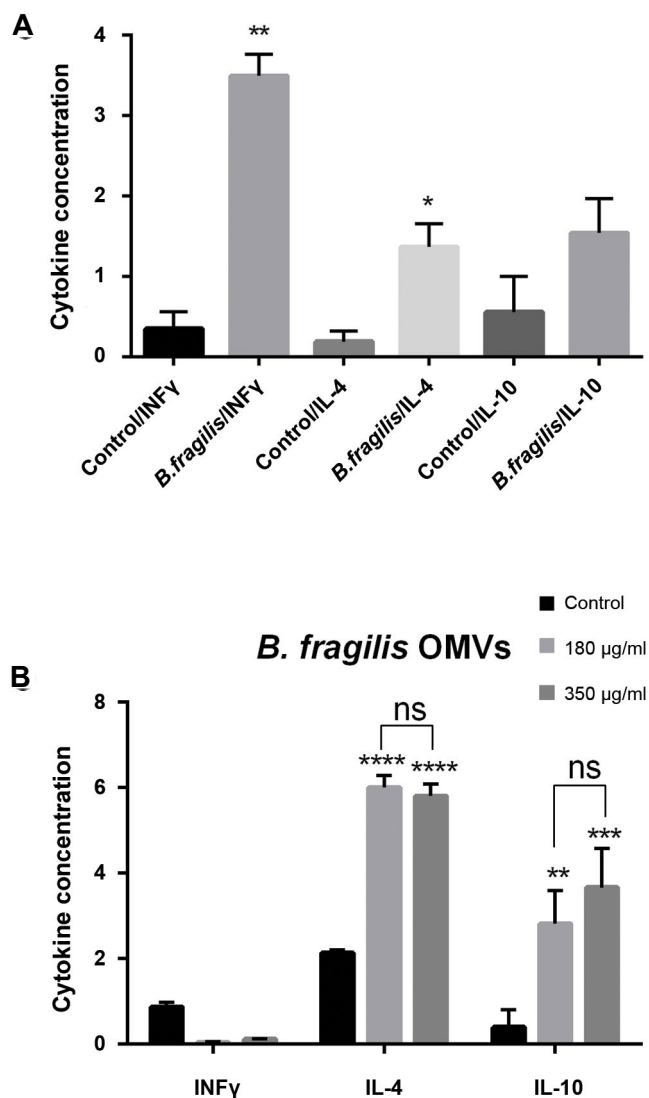 A
Cytokine concentration
4
3
2
1
0
**
*
Control/INFγ
B.fragilis/INFγ
Control/IL-4
B.fragilis/IL-4
Control/IL-10
B.fragilis/IL-10
Control
180 µg/ml
350 µg/ml
B. fragilis OMVs
B
Cytokine concentration
8
6
4
2
0
ns
**** ****
ns
**
***
INFγ IL-4 IL-10